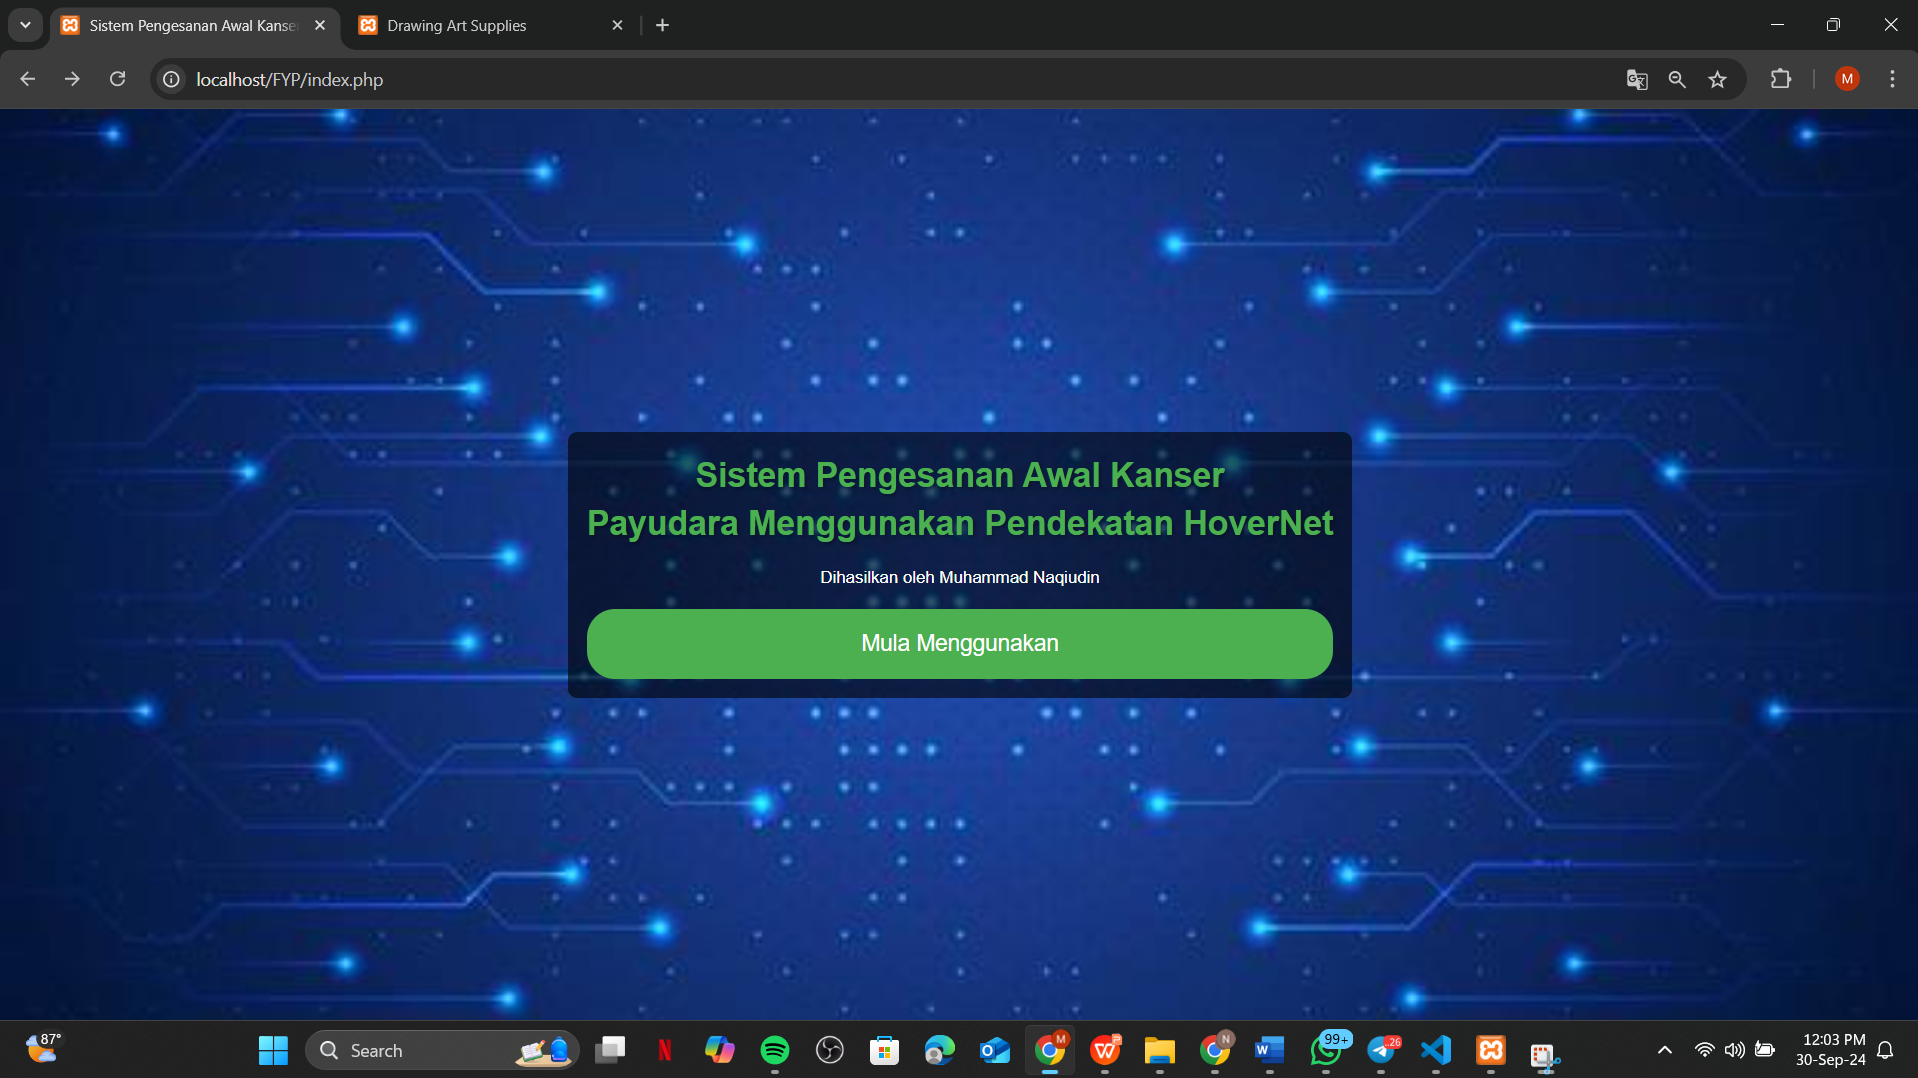 Sistem Pengesanan Awal Kanser
Drawing Art Supplies
localhost/FYP/index.php
M
Sistem Pengesanan Awal Kanser
Payudara Menggunakan Pendekatan HoverNet
Dihasilkan oleh Muhammad Naqiudin
Mula Menggunakan
87°
Search
M
N
99+
.26
12:03 PM
30-Sep-24